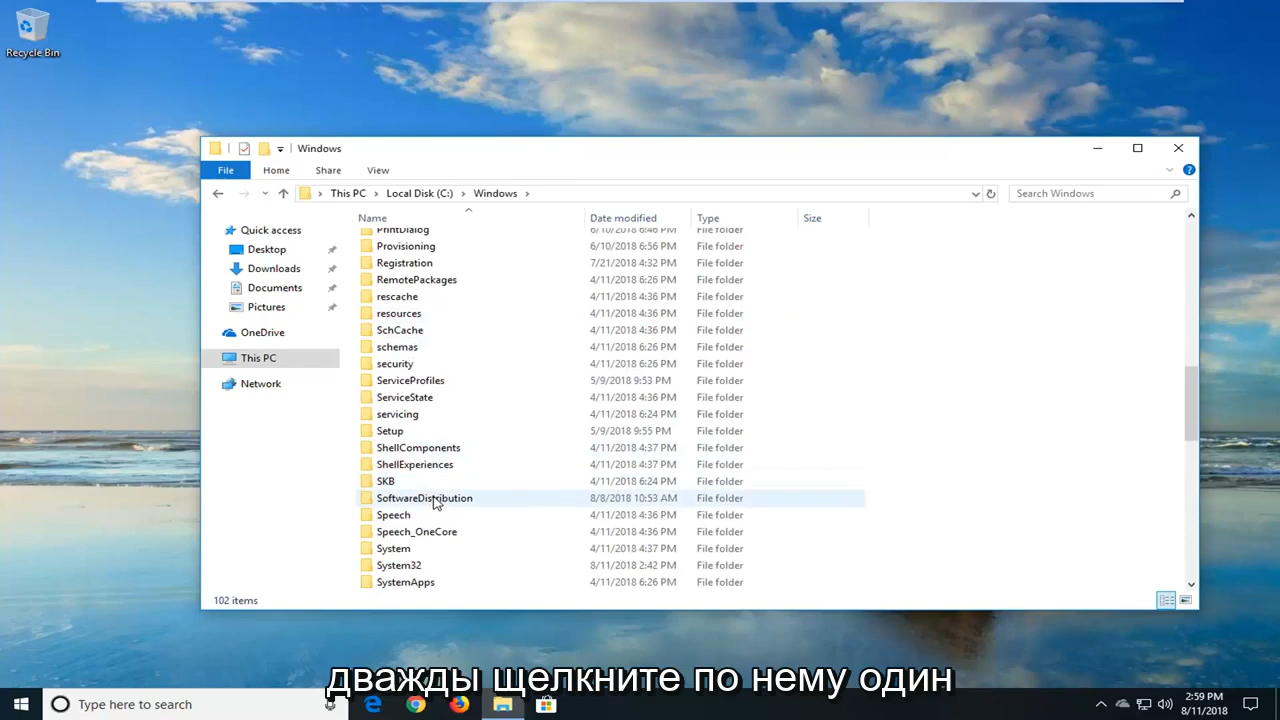 Recycle Bin
Windows
File Home Share View
This PC Local Disk (C:) Windows
Search Windows
Name Date modified Type Size
Quick access
Desktop
Downloads
Documents
Pictures
OneDrive
This PC
Network
PrintDialog 6/10/2018 6:46 PM File folder
Provisioning 6/10/2018 6:56 PM File folder
Registration 7/21/2018 4:32 PM File folder
RemotePackages 4/11/2018 6:26 PM File folder
rescache 4/11/2018 4:36 PM File folder
resources 4/11/2018 4:36 PM File folder
SchCache 4/11/2018 4:36 PM File folder
schemas 4/11/2018 6:26 PM File folder
security 4/11/2018 6:26 PM File folder
ServiceProfiles 5/9/2018 9:53 PM File folder
ServiceState 4/11/2018 4:36 PM File folder
servicing 4/11/2018 6:24 PM File folder
Setup 5/9/2018 9:55 PM File folder
ShellComponents 4/11/2018 4:37 PM File folder
ShellExperiences 4/11/2018 4:37 PM File folder
SKB 4/11/2018 6:24 PM File folder
SoftwareDistribution 8/8/2018 10:53 AM File folder
Speech 4/11/2018 4:36 PM File folder
Speech_OneCore 4/11/2018 4:36 PM File folder
System 4/11/2018 4:37 PM File folder
System32 8/11/2018 2:42 PM File folder
SystemApps 4/11/2018 6:26 PM File folder
102 items
дважды щелкните по нему один
Type here to search
2:59 PM
8/11/2018